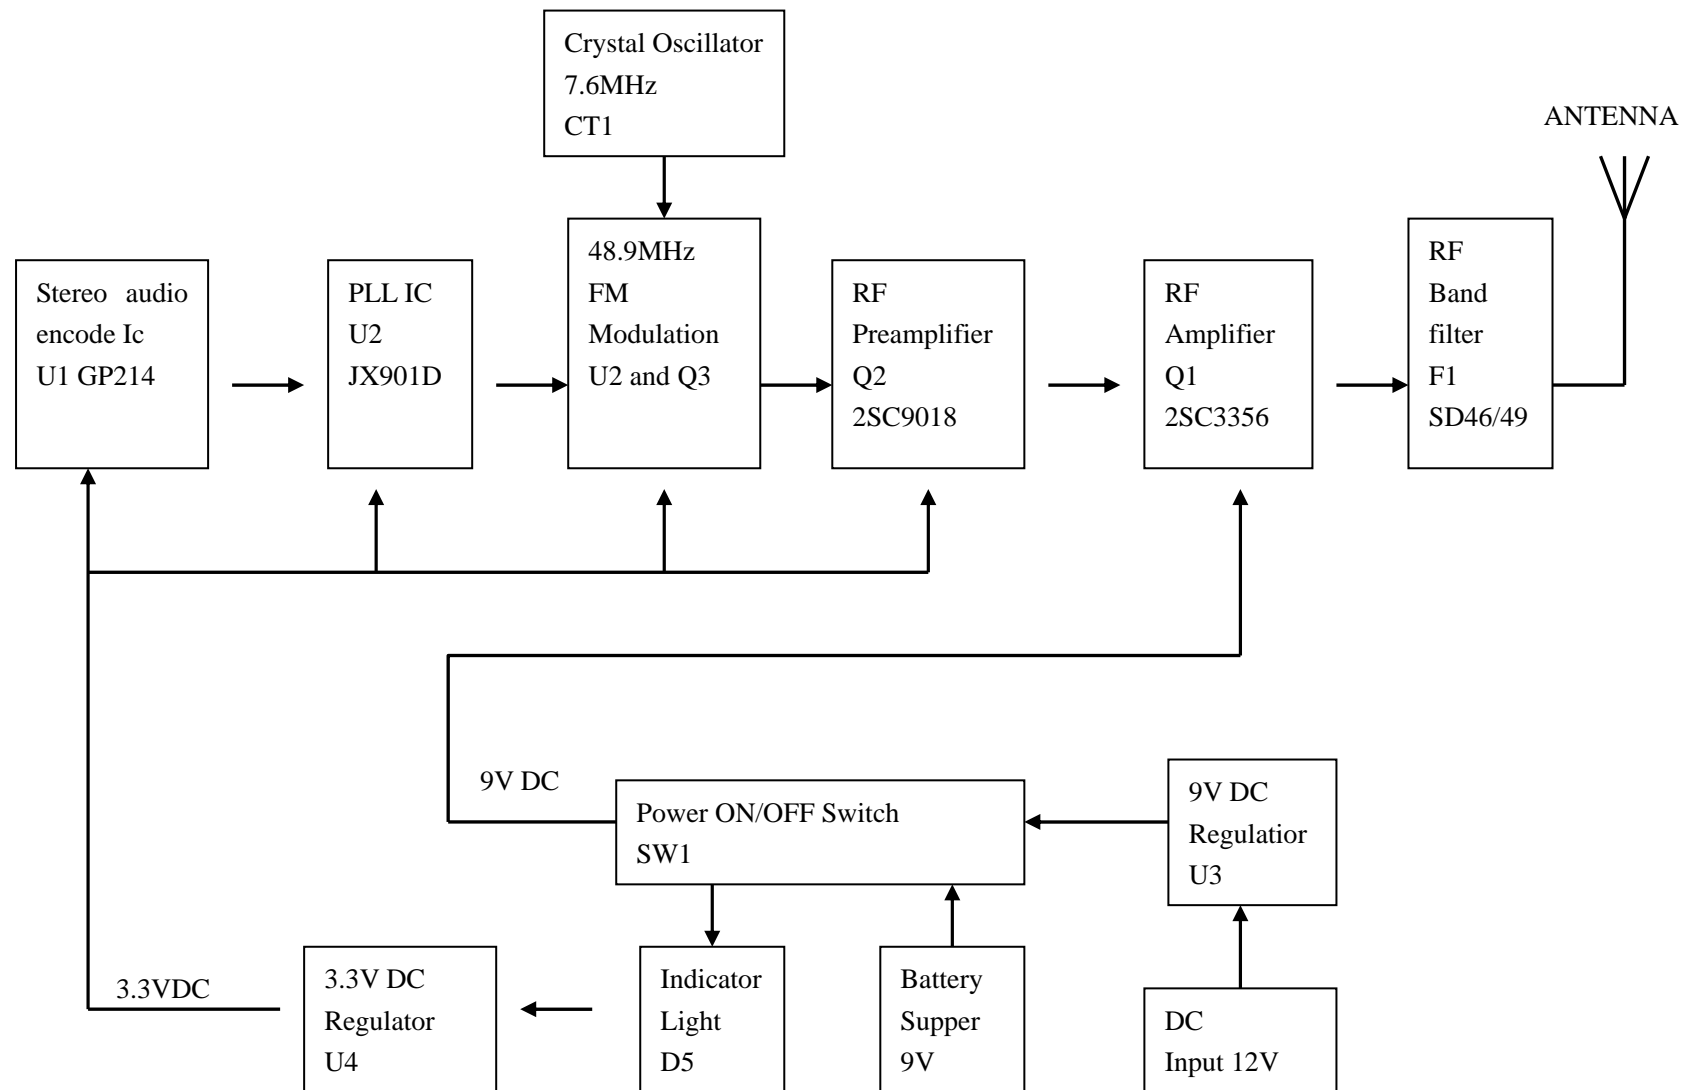 Crystal Oscillator
7.6MHz
CT1
ANTENNA
Stereo audio
encode Ic
U1 GP214
PLL IC
U2
JX901D
48.9MHz
FM
Modulation
U2 and Q3
RF
Preamplifier
Q2
2SC9018
RF
Amplifier
Q1
2SC3356
RF
Band
filter
F1
SD46/49
9V DC
Power ON/OFF Switch
SW1
9V DC
Regulatior
U3
3.3VDC
3.3V DC
Regulator
U4
Indicator
Light
D5
Battery
Supper
9V
DC
Input 12V